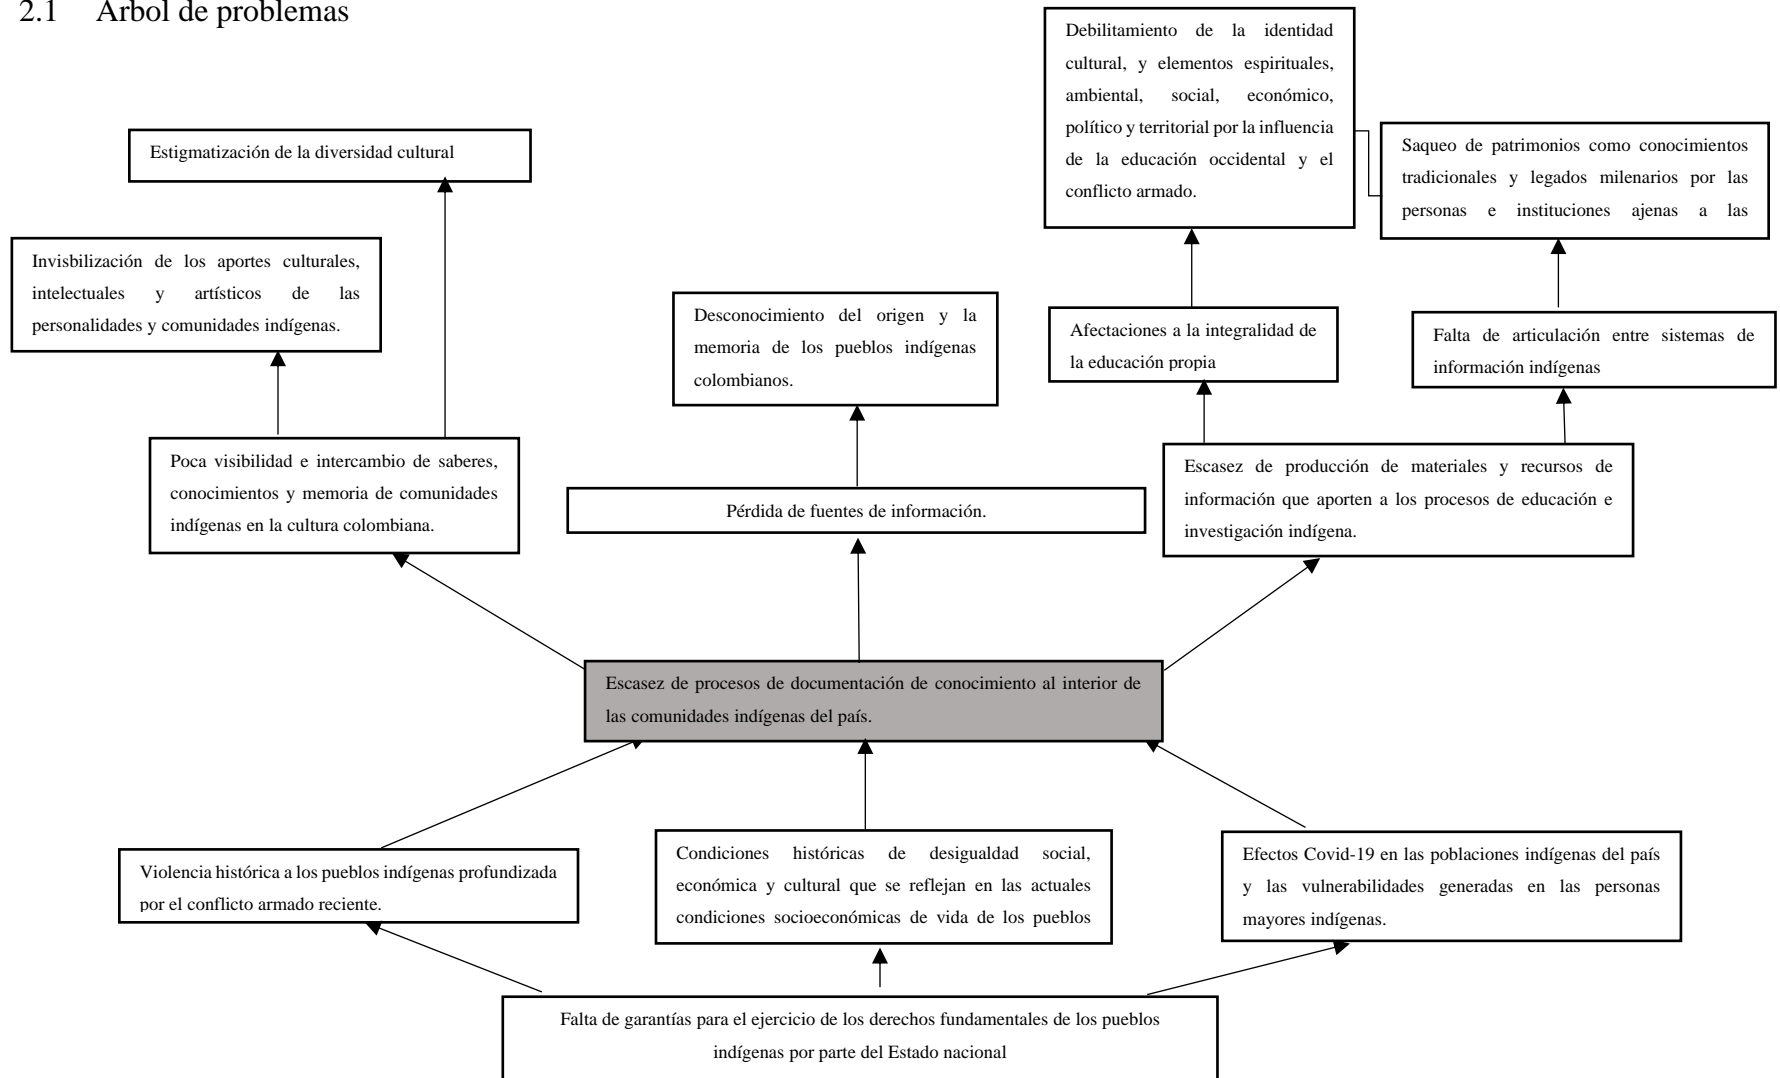 2.1 Árbol de problemas
Debilitamiento de la identidad
cultural, y elementos espirituales,
ambiental, social, económico,
político y territorial por la influencia
de la educación occidental y el
conflicto armado.
Estigmatización de la diversidad cultural
Saqueo de patrimonios como conocimientos
tradicionales y legados milenarios por las
personas e instituciones ajenas a las
Invisbilización de los aportes culturales,
intelectuales y artísticos de las
personalidades y comunidades indígenas.
Desconocimiento del origen y la
memoria de los pueblos indígenas
colombianos.
Afectaciones a la integralidad de
la educación propia
Falta de articulación entre sistemas de
información indígenas
Poca visibilidad e intercambio de saberes,
conocimientos y memoria de comunidades
indígenas en la cultura colombiana.
Pérdida de fuentes de información.
Escasez de producción de materiales y recursos de
información que aporten a los procesos de educación e
investigación indígena.
Escasez de procesos de documentación de conocimiento al interior de
las comunidades indígenas del país.
Violencia histórica a los pueblos indígenas profundizada
por el conflicto armado reciente.
Condiciones históricas de desigualdad social,
económica y cultural que se reflejan en las actuales
condiciones socioeconómicas de vida de los pueblos
Efectos Covid-19 en las poblaciones indígenas del país
y las vulnerabilidades generadas en las personas
mayores indígenas.
Falta de garantías para el ejercicio de los derechos fundamentales de los pueblos
indígenas por parte del Estado nacional